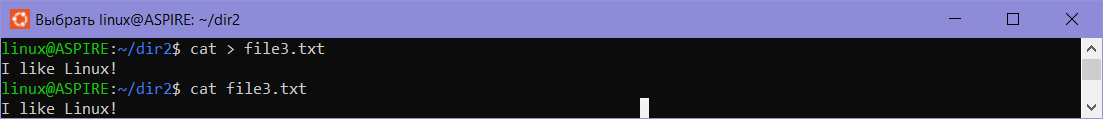 Выбрать linux@ASPIRE: ~/dir2
linux@ASPIRE:~/dir2$ cat > file3.txt
I like Linux!
linux@ASPIRE:~/dir2$ cat file3.txt
I like Linux!